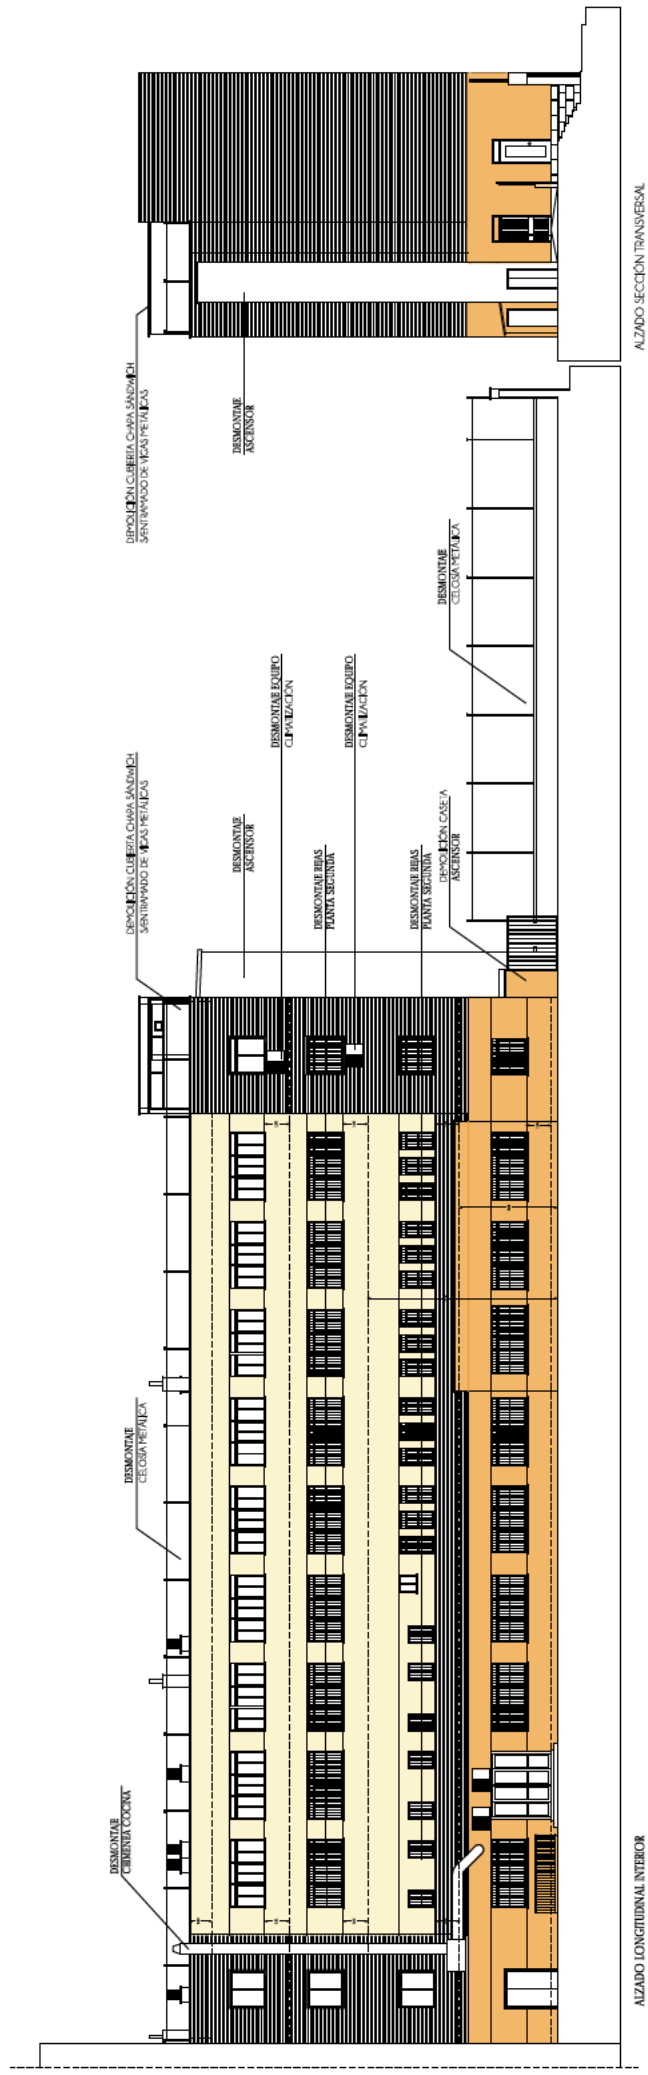 DESMONTAJE
CHIMENEA COCINA
DESMONTAJE
CELOSÍA METÁLICA
DEMOLICIÓN CUBIERTA CHAPA SÁNDWICH
S/ENTRAMADO DE VIGAS METÁLICAS
DEMOLICIÓN CUBIERTA CHAPA SÁNDWICH
S/ENTRAMADO DE VIGAS METÁLICAS
DESMONTAJE
ASCENSOR
DESMONTAJE
ASCENSOR
DESMONTAJE EQUIPO
CLIMATIZACIÓN
DESMONTAJE REJAS
PLANTA SEGUNDA
DESMONTAJE EQUIPO
CLIMATIZACIÓN
DESMONTAJE REJAS
PLANTA SEGUNDA
DEMOLICIÓN CASETA
ASCENSOR
DESMONTAJE
CELOSÍA METÁLICA
ALZADO LONGITUDINAL INTERIOR
ALZADO SECCIÓN TRANSVERSAL